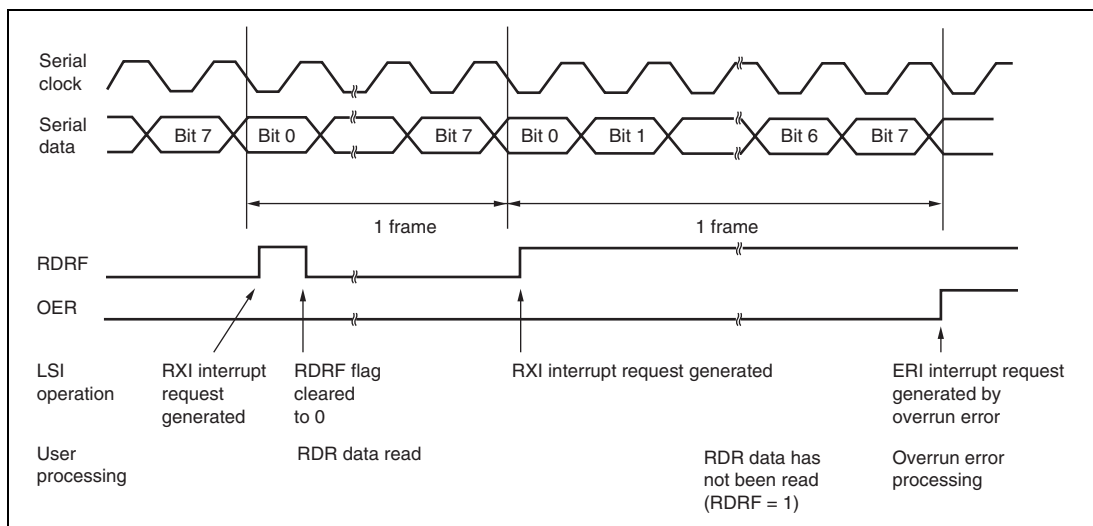 Serial
clock
Serial
data
Bit 7
Bit 0
Bit 7
Bit 0
Bit 1
Bit 6
Bit 7
1 frame
1 frame
RDRF
OER
LSI
operation
RXI interrupt
request
generated
RDRF flag
cleared
to 0
RXI interrupt request generated
ERI interrupt request
generated by
overrun error
User
processing
RDR data read
RDR data has
not been read
(RDRF = 1)
Overrun error
processing